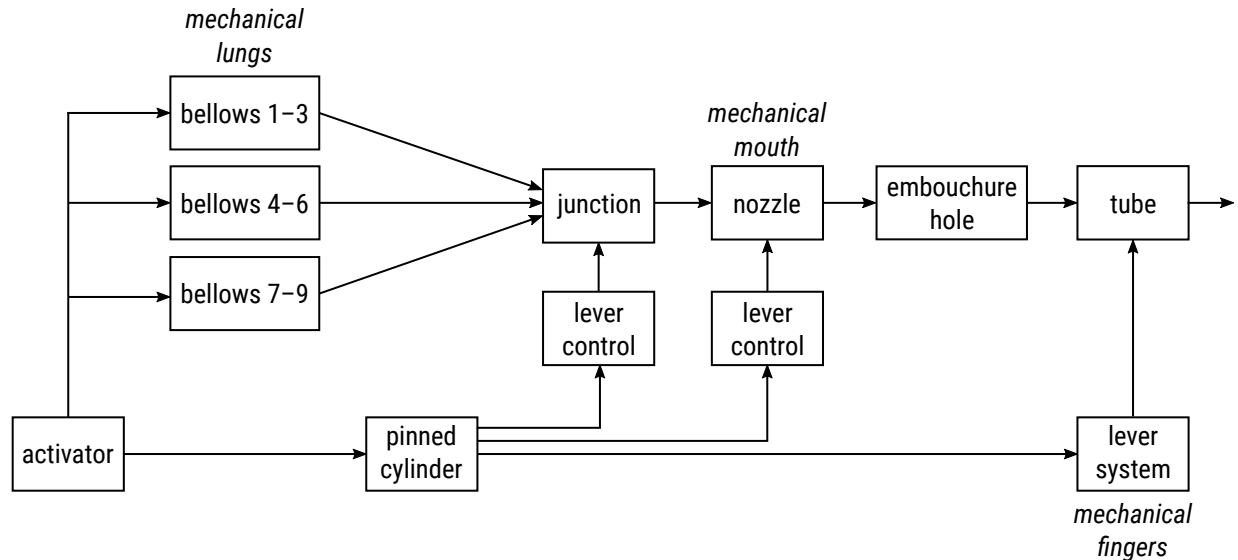 mechanical
lungs
bellows 1–3
mechanical
mouth
bellows 4–6
junction
nozzle
embouchure
hole
tube
bellows 7–9
lever
control
lever
control
activator
pinned
cylinder
lever
system
mechanical
fingers